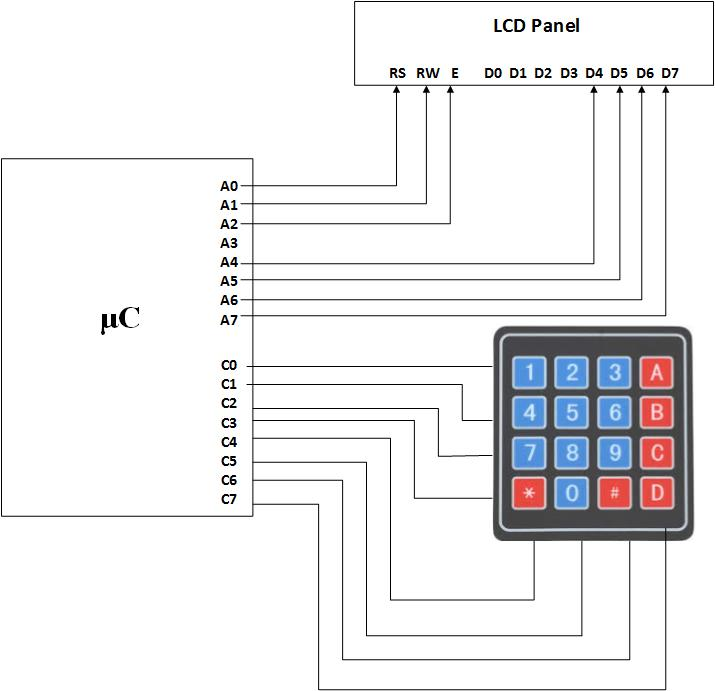 LCD Panel
RS RW E D0 D1 D2 D3 D4 D5 D6 D7
A0
A1
A2
A3
A4
A5
A6
A7
μC
C0
C1
C2
C3
C4
C5
C6
C7
1 2 3 A
4 5 6 B
7 8 9 C
* 0 # D